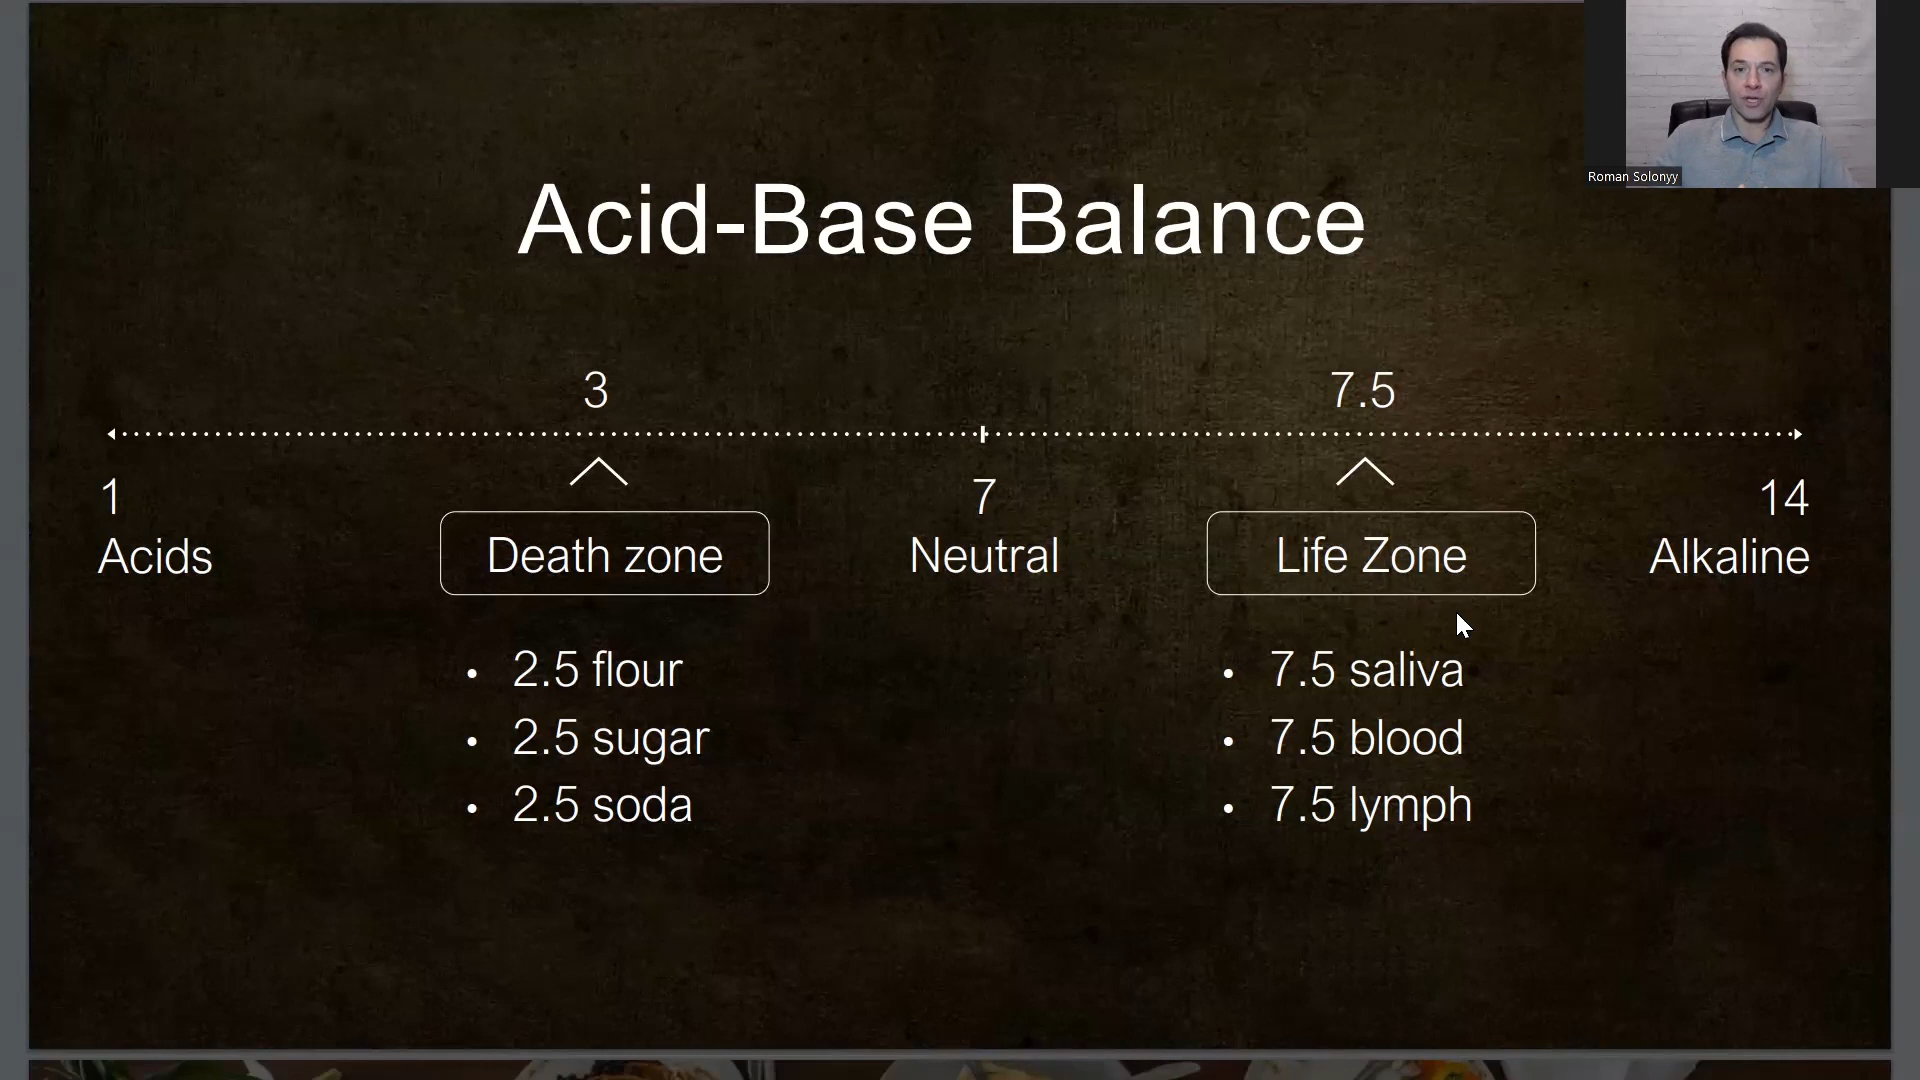 Roman Solonyy
Acid-Base Balance
3
7.5
1
7
14
Acids
Death zone
Neutral
Life Zone
Alkaline
• 2.5 flour
• 2.5 sugar
• 2.5 soda
• 7.5 saliva
• 7.5 blood
• 7.5 lymph